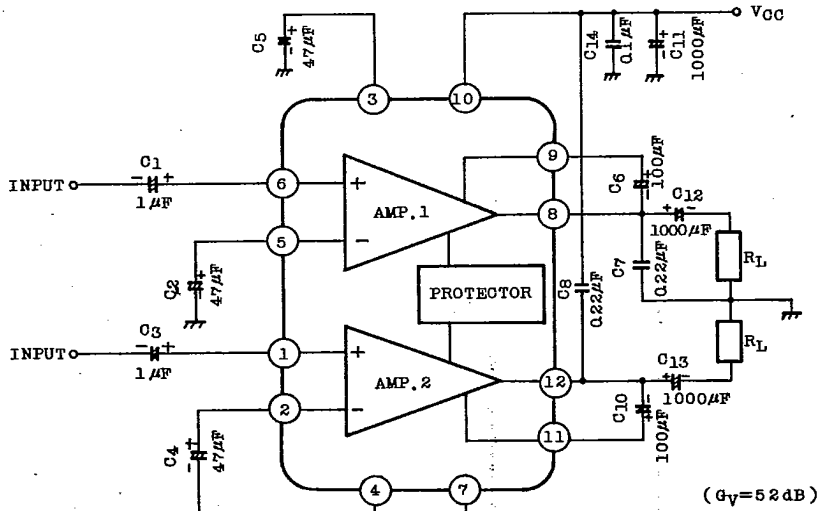 VCC
C5
47μF
C14
0.1μF
C11
1000μF
3
10
INPUT
C1
1μF
6
+
AMP.1
9
8
C6
100μF
C12
1000μF
5
−
C2
47μF
PROTECTOR
C8
0.22μF
C7
0.22μF
RL
INPUT
C3
1μF
1
+
AMP.2
12
C13
1000μF
RL
2
−
C4
47μF
11
C10
100μF
4
7
(GV=52dB)